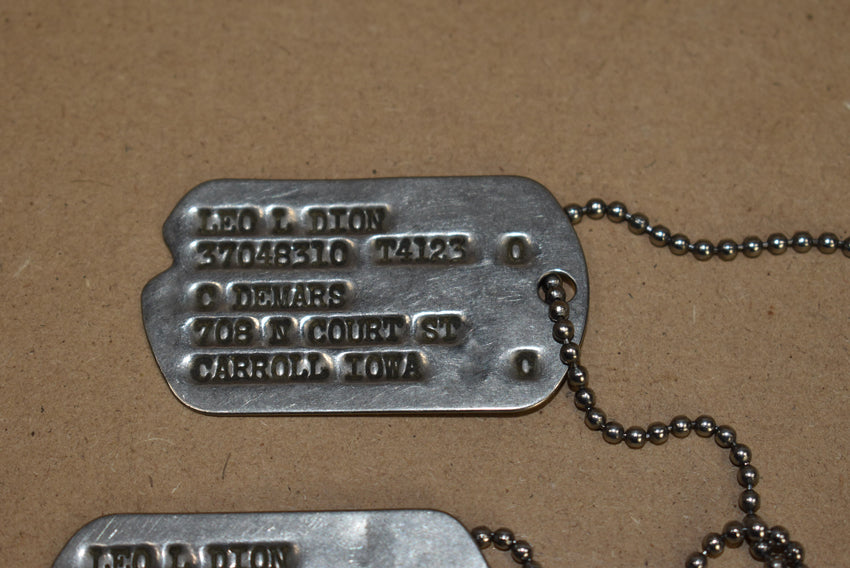 LEO L DION
37048310 T4123 O
C DEMARS
708 N COURT ST
CARROLL IOWA C
LEO L DION